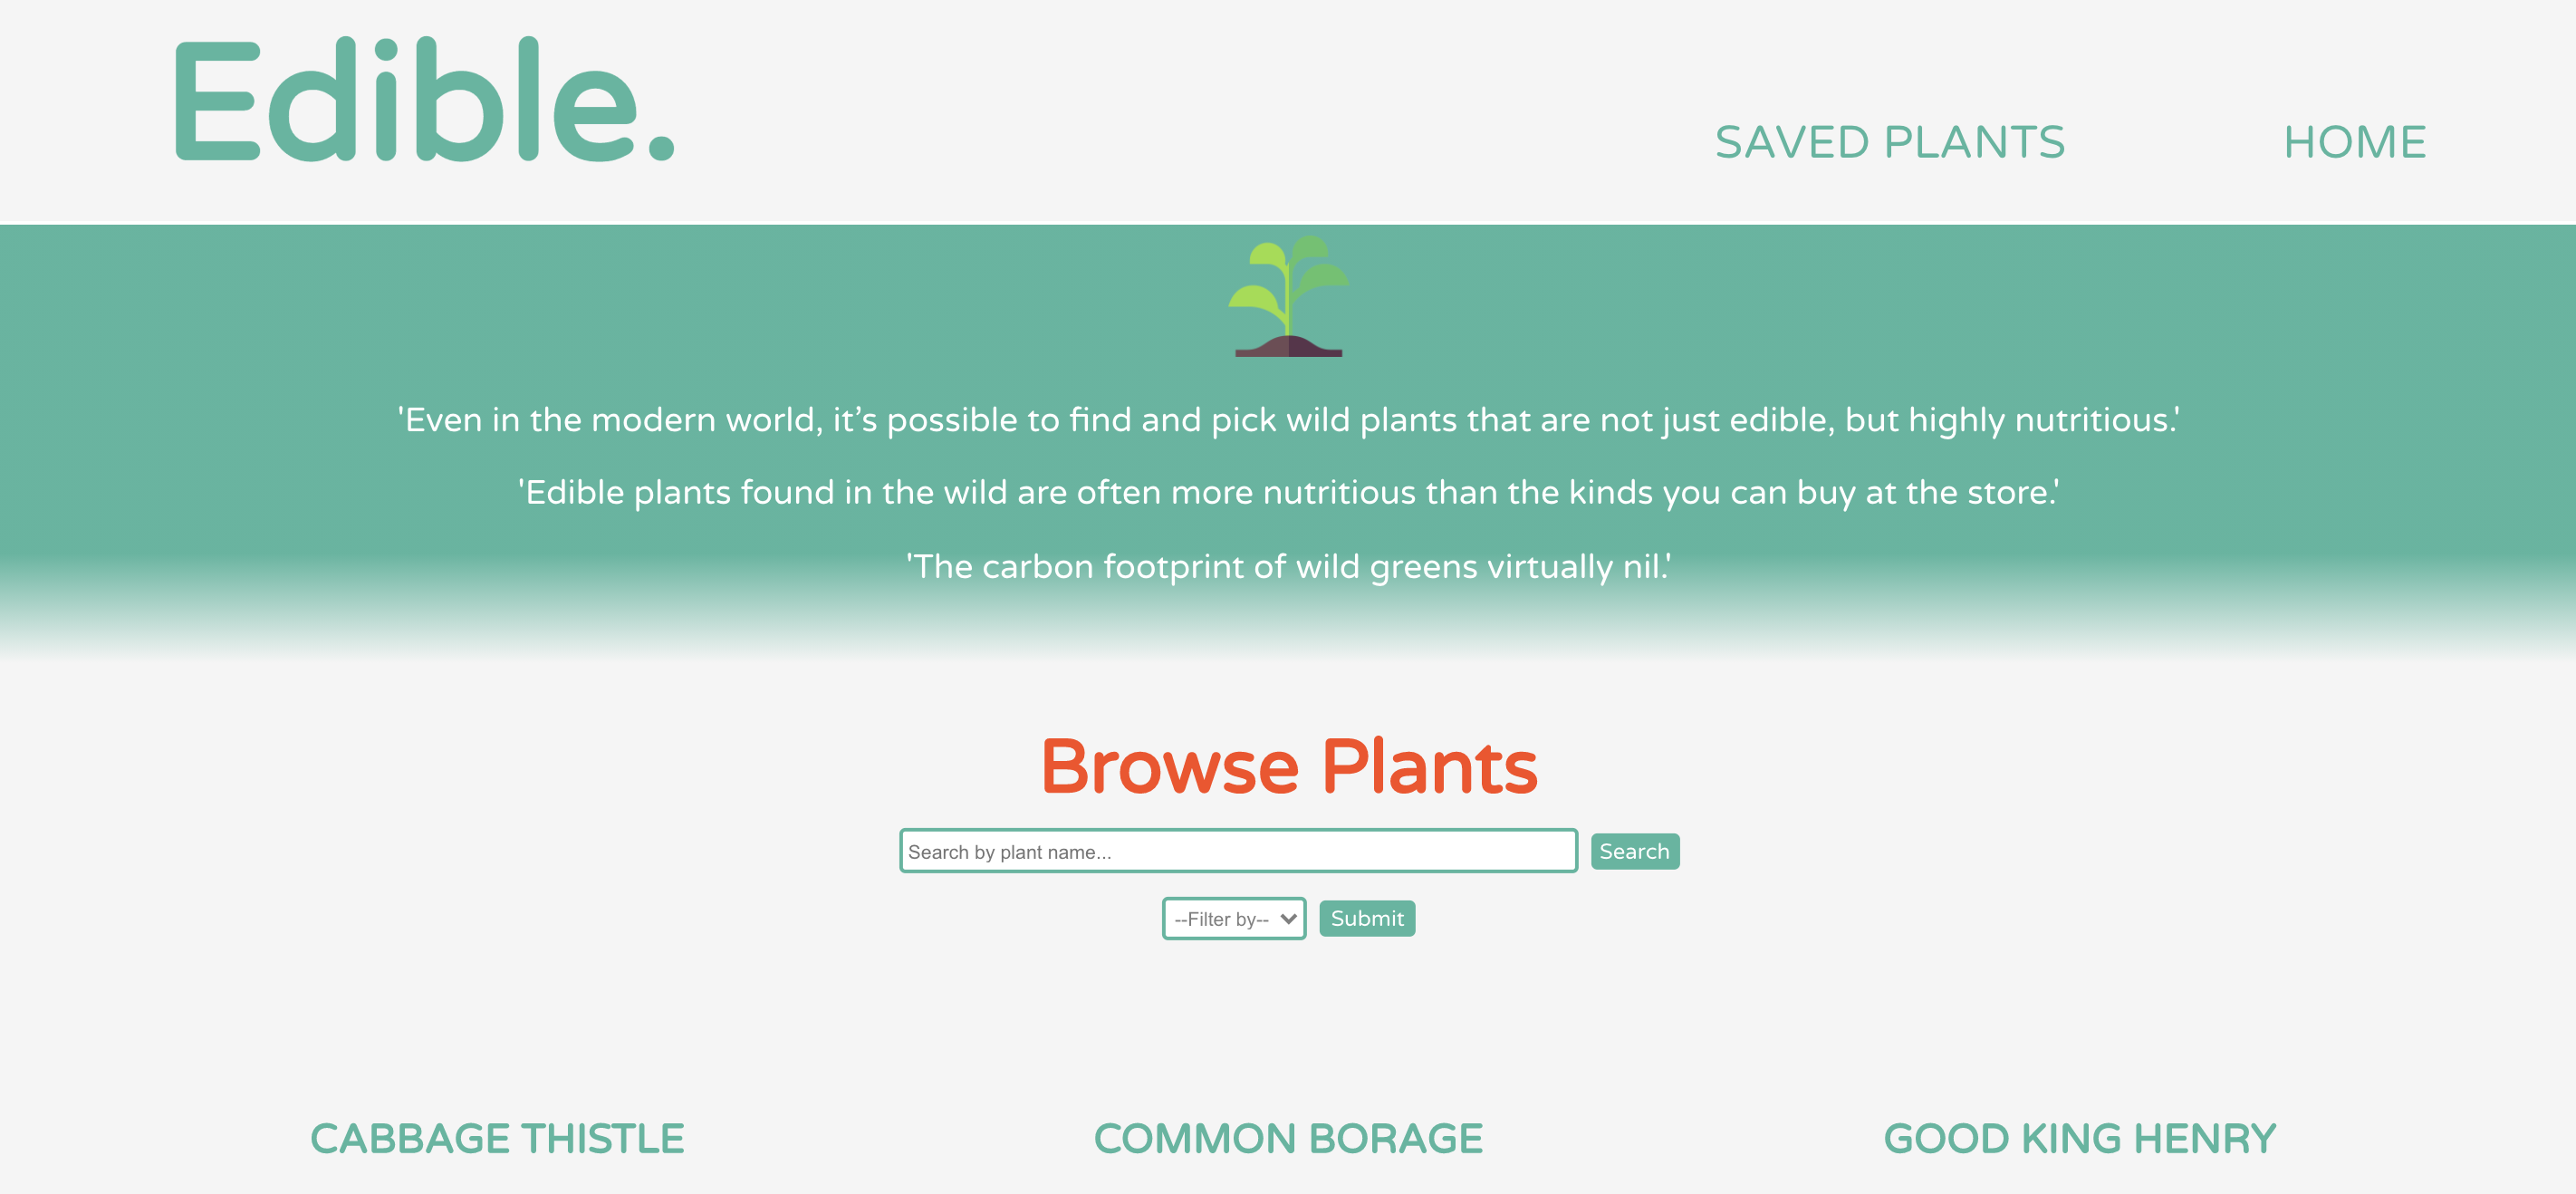 Edible.
SAVED PLANTS
HOME
'Even in the modern world, it’s possible to find and pick wild plants that are not just edible, but highly nutritious.'
'Edible plants found in the wild are often more nutritious than the kinds you can buy at the store.'
'The carbon footprint of wild greens virtually nil.'
Browse Plants
Search by plant name...
Search
--Filter by--
Submit
CABBAGE THISTLE
COMMON BORAGE
GOOD KING HENRY